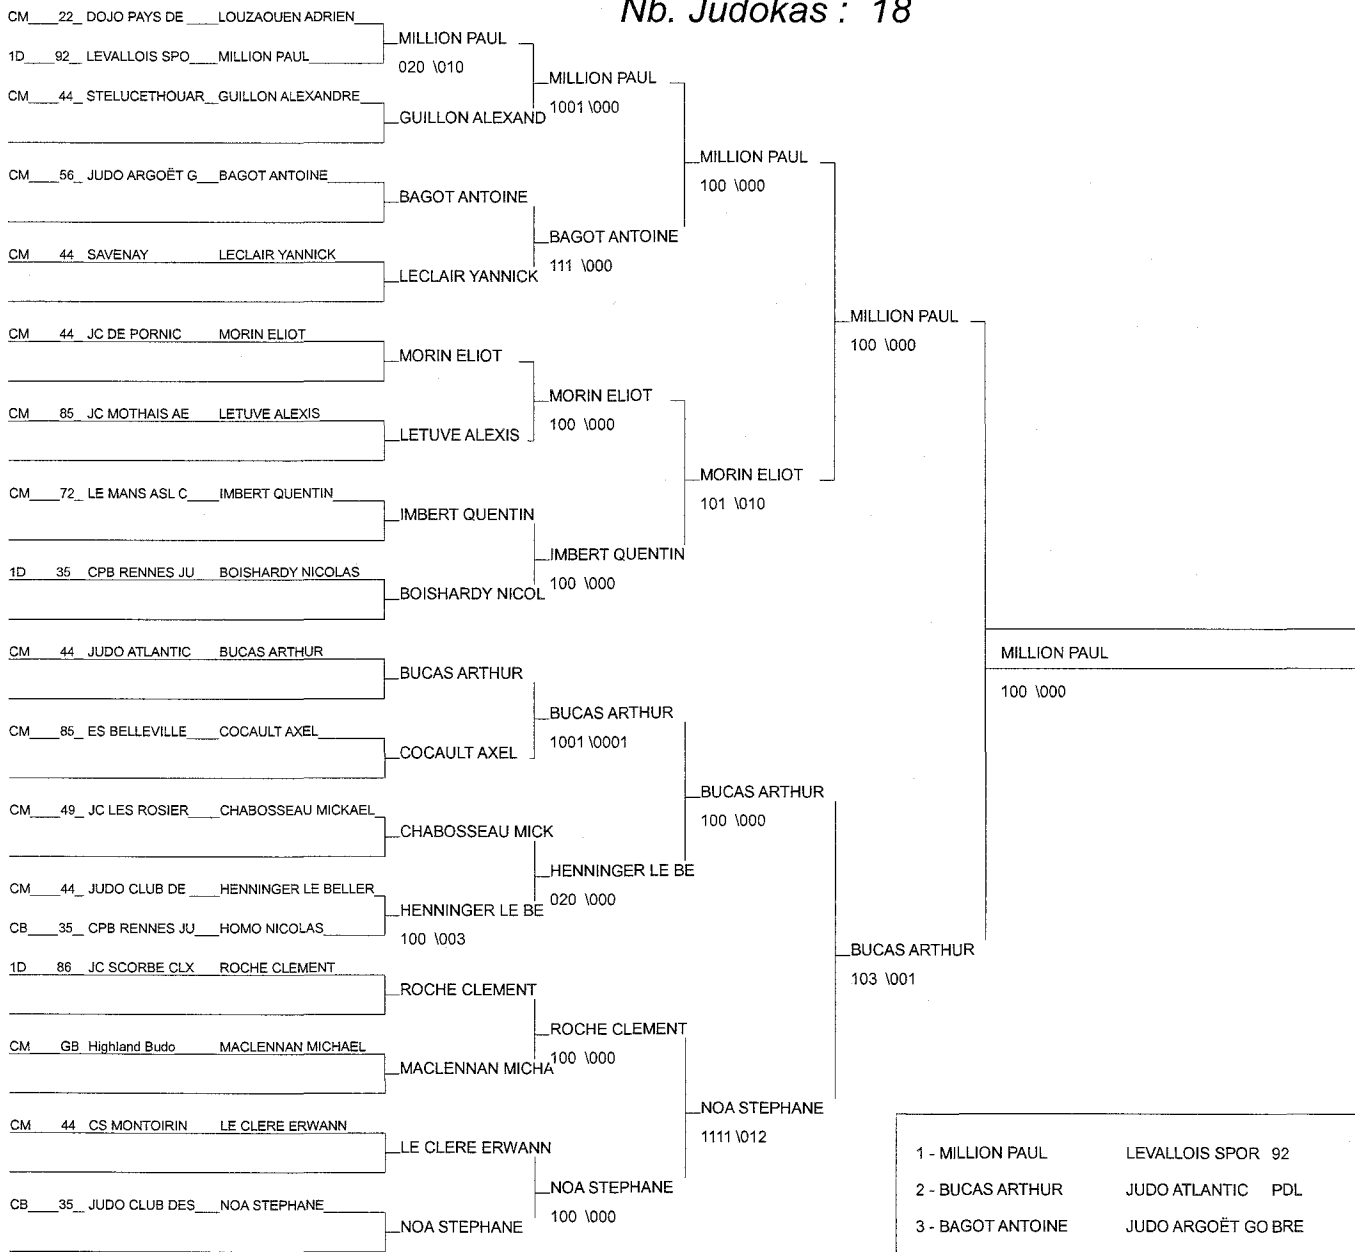 Nb. Judokas : 18
CM 22 DOJO PAYS DE LOUZAOUEN ADRIEN
MILLION PAUL
1D 92 LEVALLOIS SPO MILLION PAUL
020 \010
MILLION PAUL
CM 44 STELUCETHOUAR GUILLON ALEXANDRE
1001 \000
GUILLON ALEXAND
MILLION PAUL
CM 56 JUDO ARGOËT G BAGOT ANTOINE
100 \000
BAGOT ANTOINE
BAGOT ANTOINE
CM 44 SAVENAY LECLAIR YANNICK
111 \000
LECLAIR YANNICK
MILLION PAUL
CM 44 JC DE PORNIC MORIN ELIOT
100 \000
MORIN ELIOT
MORIN ELIOT
CM 85 JC MOTHAIS AE LETUVE ALEXIS
100 \000
LETUVE ALEXIS
MORIN ELIOT
CM 72 LE MANS ASL C IMBERT QUENTIN
101 \010
IMBERT QUENTIN
IMBERT QUENTIN
1D 35 CPB RENNES JU BOISHARDY NICOLAS
100 \000
BOISHARDY NICOL
CM 44 JUDO ATLANTIC BUCAS ARTHUR
MILLION PAUL
BUCAS ARTHUR
100 \000
BUCAS ARTHUR
CM 85 ES BELLEVILLE COCAULT AXEL
1001 \0001
COCAULT AXEL
BUCAS ARTHUR
CM 49 JC LES ROSIER CHABOSSEAU MICKAEL
100 \000
CHABOSSEAU MICK
HENNINGER LE BE
CM 44 JUDO CLUB DE HENNINGER LE BELLER
020 \000
HENNINGER LE BE
CB 35 CPB RENNES JU HOMO NICOLAS
100 \003
BUCAS ARTHUR
1D 86 JC SCORBE CLX ROCHE CLEMENT
103 \001
ROCHE CLEMENT
ROCHE CLEMENT
CM GB Highland Budo MACLENNAN MICHAEL
100 \000
MACLENNAN MICHA
NOA STEPHANE
CM 44 CS MONTOIRIN LE CLERE ERWANN
1111 \012
LE CLERE ERWANN
NOA STEPHANE
CB 35 JUDO CLUB DES NOA STEPHANE
100 \000
NOA STEPHANE
1 - MILLION PAUL LEVALLOIS SPOR 92
2 - BUCAS ARTHUR JUDO ATLANTIC PDL
3 - BAGOT ANTOINE JUDO ARGOËT GO BRE